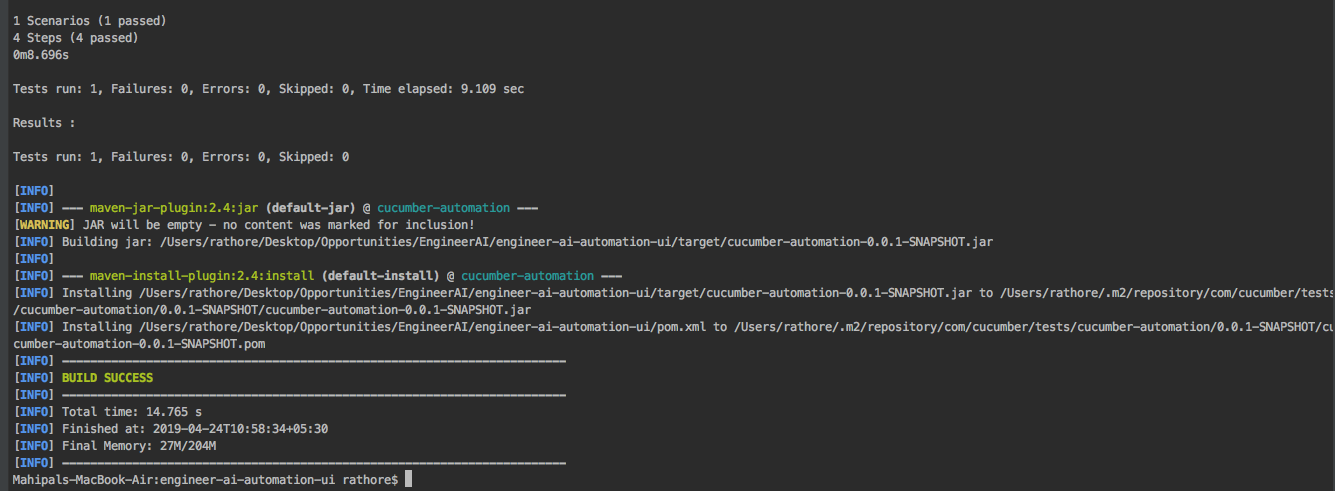 1 Scenarios (1 passed)
4 Steps (4 passed)
0m8.696s
Tests run: 1, Failures: 0, Errors: 0, Skipped: 0, Time elapsed: 9.109 sec
Results :
Tests run: 1, Failures: 0, Errors: 0, Skipped: 0
[INFO]
[INFO] --- maven-jar-plugin:2.4:jar (default-jar) @ cucumber-automation ---
[WARNING] JAR will be empty - no content was marked for inclusion!
[INFO] Building jar: /Users/rathore/Desktop/Opportunities/EngineerAI/engineer-ai-automation-ui/target/cucumber-automation-0.0.1-SNAPSHOT.jar
[INFO]
[INFO] --- maven-install-plugin:2.4:install (default-install) @ cucumber-automation ---
[INFO] Installing /Users/rathore/Desktop/Opportunities/EngineerAI/engineer-ai-automation-ui/target/cucumber-automation-0.0.1-SNAPSHOT.jar to /Users/rathore/.m2/repository/com/cucumber/tests
/cucumber-automation/0.0.1-SNAPSHOT/cucumber-automation-0.0.1-SNAPSHOT.jar
[INFO] Installing /Users/rathore/Desktop/Opportunities/EngineerAI/engineer-ai-automation-ui/pom.xml to /Users/rathore/.m2/repository/com/cucumber/tests/cucumber-automation/0.0.1-SNAPSHOT/cu
cumber-automation-0.0.1-SNAPSHOT.pom
[INFO] ------------------------------------------------------------------------
[INFO] BUILD SUCCESS
[INFO] ------------------------------------------------------------------------
[INFO] Total time: 14.765 s
[INFO] Finished at: 2019-04-24T10:58:34+05:30
[INFO] Final Memory: 27M/204M
[INFO] ------------------------------------------------------------------------
Mahipals-MacBook-Air:engineer-ai-automation-ui rathore$